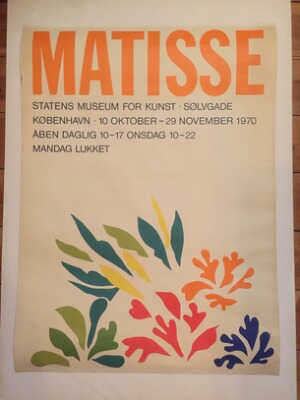 MATISSE
STATENS MUSEUM FOR KUNST · SØLVGADE
KØBENHAVN · 10 OKTOBER – 29 NOVEMBER 1970
ÅBEN DAGLIG 10–17 ONSDAG 10–22
MANDAG LUKKET